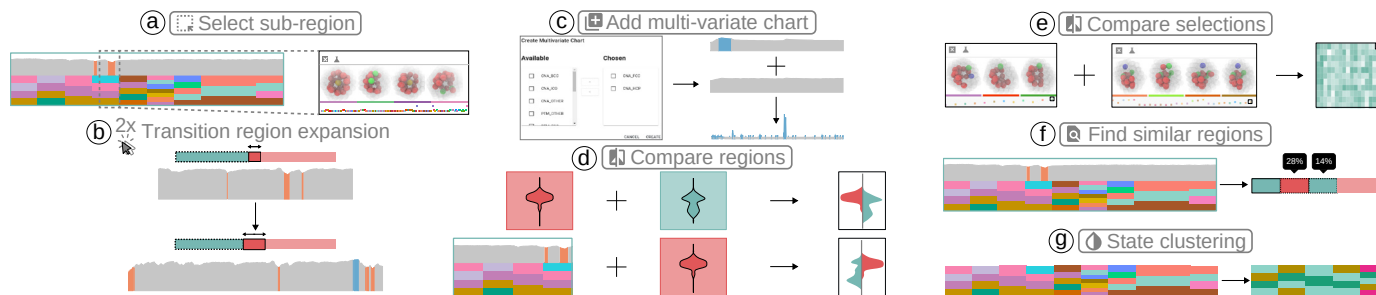 a Select sub-region
b 2x Transition region expansion
c Add multi-variate chart
Create Multivariate Chart
Available
Chosen
CANCEL
CREATE
d Compare regions
e Compare selections
f Find similar regions
28%
14%
g State clustering